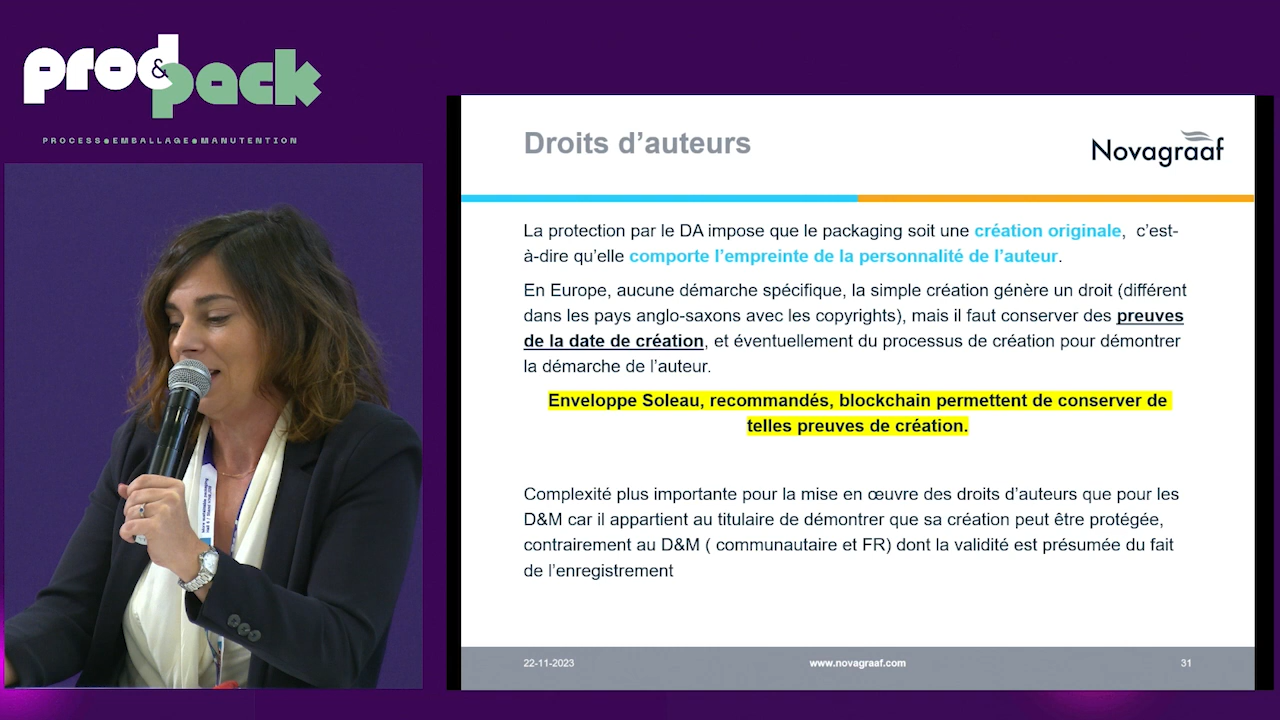 prod&pack
PROCESS●EMBALLAGE●MANUTENTION
Droits d’auteurs
Novagraaf
La protection par le DA impose que le packaging soit une création originale, c’est-
à-dire qu’elle comporte l’empreinte de la personnalité de l’auteur.
En Europe, aucune démarche spécifique, la simple création génère un droit (différent
dans les pays anglo-saxons avec les copyrights), mais il faut conserver des preuves
de la date de création, et éventuellement du processus de création pour démontrer
la démarche de l’auteur.
Enveloppe Soleau, recommandés, blockchain permettent de conserver de
telles preuves de création.
Complexité plus importante pour la mise en œuvre des droits d’auteurs que pour les
D&M car il appartient au titulaire de démontrer que sa création peut être protégée,
contrairement au D&M ( communautaire et FR) dont la validité est présumée du fait
de l’enregistrement
22-11-2023
www.novagraaf.com
31